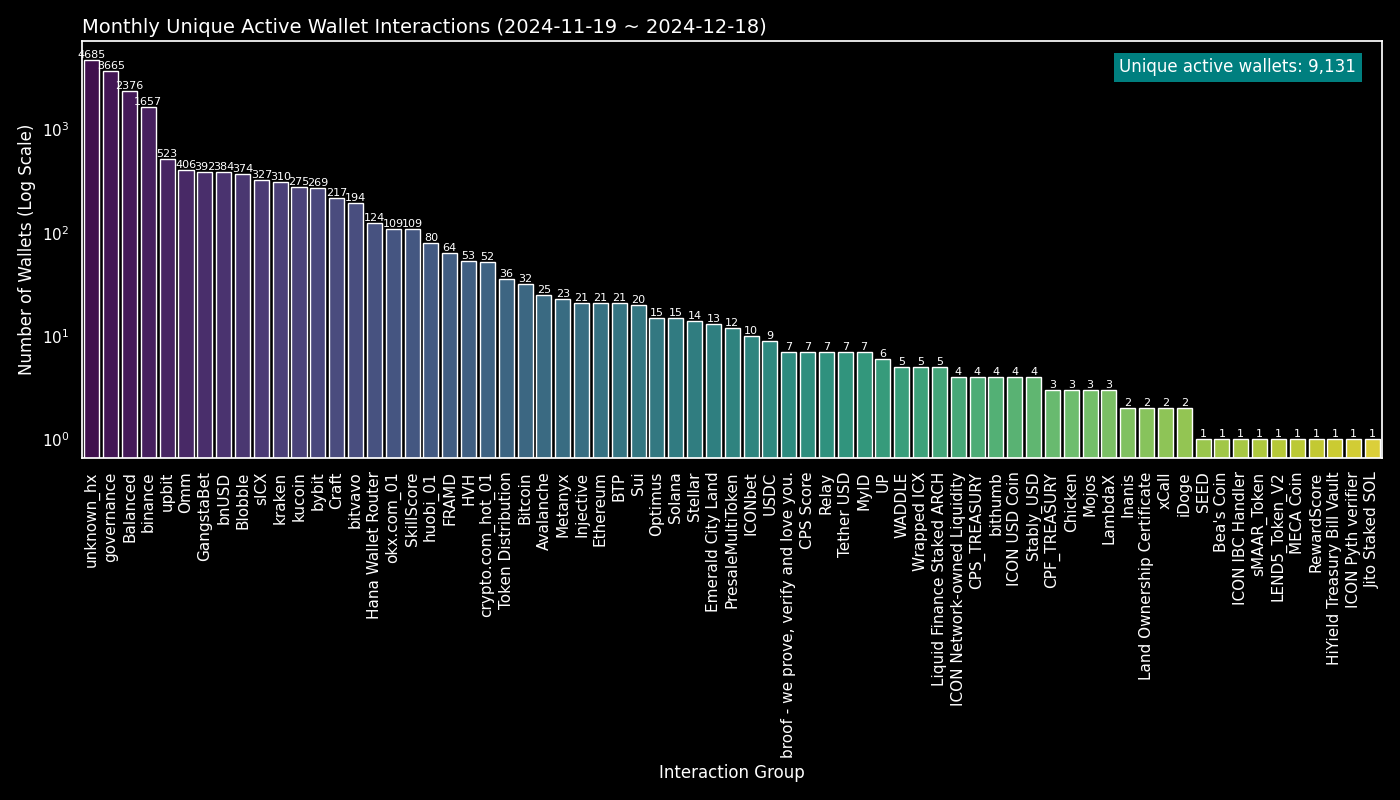 Monthly Unique Active Wallet Interactions (2024-11-19 ~ 2024-12-18)
Unique active wallets: 9,131
Number of Wallets (Log Scale)
10³
10²
10¹
10⁰
4685
3665
2376
1657
523
406
392
384
374
327
310
275
269
217
194
124
109
109
80
64
53
52
36
32
25
23
21
21
21
20
15
15
14
13
12
10
9
7
7
7
7
7
6
5
5
5
4
4
4
4
4
3
3
3
3
2
2
2
2
1
1
1
1
1
1
1
1
1
1
unknown_hx
governance
Balanced
binance
upbit
Omm
GangstaBet
bnUSD
Blobble
sICX
kraken
kucoin
bybit
Craft
bitvavo
Hana Wallet Router
okx.com_01
SkillScore
huobi_01
FRAMD
HVH
crypto.com_hot_01
Token Distribution
Bitcoin
Avalanche
Metanyx
Injective
Ethereum
BTP
Sui
Optimus
Solana
Stellar
Emerald City Land
PresaleMultiToken
ICONbet
USDC
broof - we prove, verify and love you.
CPS Score
Relay
Tether USD
MyID
UP
WADDLE
Wrapped ICX
Liquid Finance Staked ARCH
ICON Network-owned Liquidity
CPS_TREASURY
bithumb
ICON USD Coin
Stably_USD
CPF_TREASURY
Chicken
Mojos
LambdaX
Inanis
Land Ownership Certificate
xCall
iDoge
SEED
Bea's Coin
ICON IBC Handler
sMAAR_Token
LEND5_Token_V2
MECA_Coin
RewardScore
HiYield Treasury Bill Vault
ICON Pyth verifier
Jito Staked SOL
Interaction Group